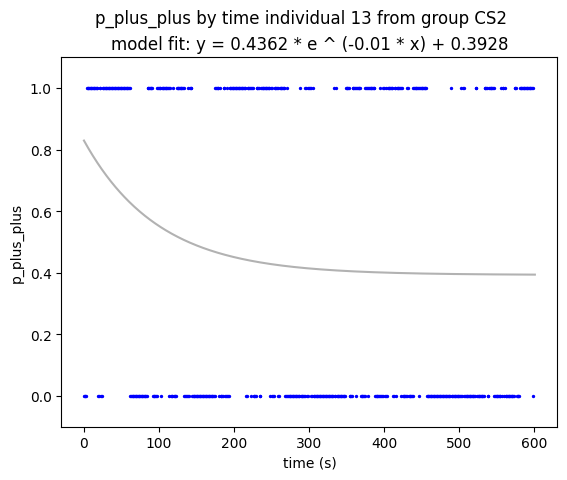 p_plus_plus by time individual 13 from group CS2
model fit: y = 0.4362 * e ^ (-0.01 * x) + 0.3928
1.0
0.8
0.6
0.4
0.2
0.0
p_plus_plus
0 100 200 300 400 500 600
time (s)